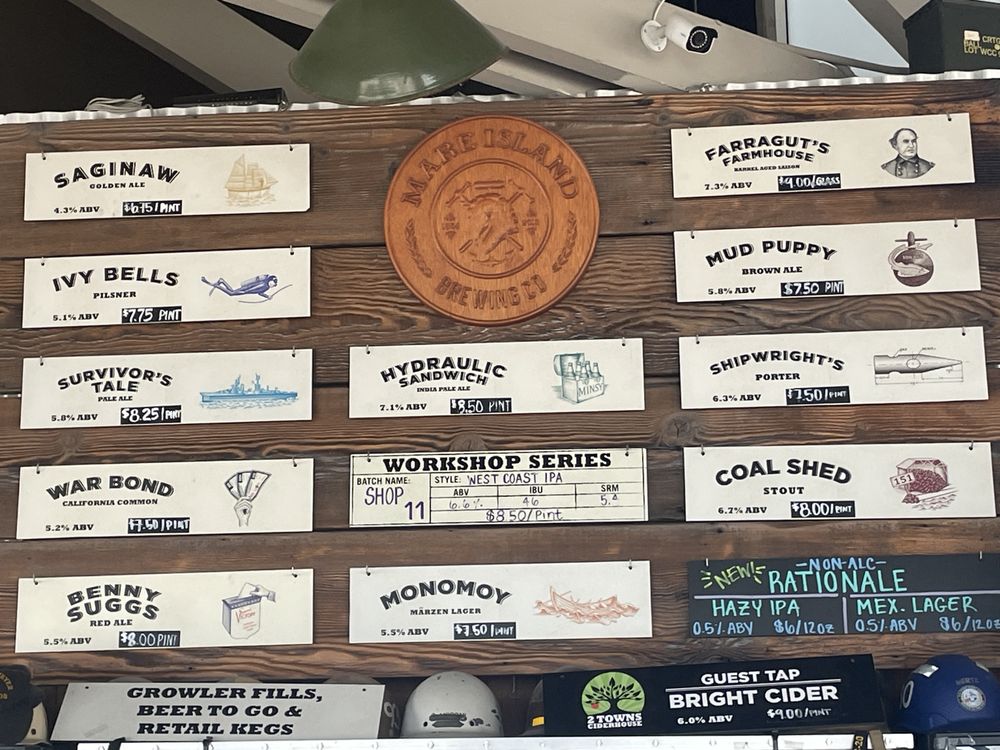 CRTG
BALL
LOT WCC
SAGINAW
GOLDEN ALE
4.3% ABV $6.75/PINT
MARE ISLAND
BREWING CO
FARRAGUT'S
FARMHOUSE
BARREL AGED SAISON
7.3% ABV $9.00/GLASS
IVY BELLS
PILSNER
5.1% ABV $7.75 PINT
MUD PUPPY
BROWN ALE
5.8% ABV $7.50 PINT
SURVIVOR'S
TALE
PALE ALE
5.8% ABV $8.25/PINT
HYDRAULIC
SANDWICH
INDIA PALE ALE
7.1% ABV $8.50 PINT
MINSY
SHIPWRIGHT'S
PORTER
6.3% ABV $7.50/PINT
WAR BOND
CALIFORNIA COMMON
5.2% ABV $7.50/PINT
WORKSHOP SERIES
BATCH NAME:
SHOP
11
STYLE: WEST COAST IPA
ABV IBU SRM
6.6% 46 5.4
$8.50/Pint
COAL SHED
STOUT
6.7% ABV $8.00/PINT
151
BENNY
SUGGS
RED ALE
5.5% ABV $8.00 PINT
MONOMOY
MÄRZEN LAGER
5.5% ABV $7.50/PINT
NEW!
-NON-ALC-
RATIONALE
HAZY IPA MEX. LAGER
0.5% ABV $6/12oz 0.5% ABV $6/12oz
GROWLER FILLS,
BEER TO GO &
RETAIL KEGS
2 TOWNS
CIDERHOUSE
GUEST TAP
BRIGHT CIDER
6.0% ABV $9.00/PINT